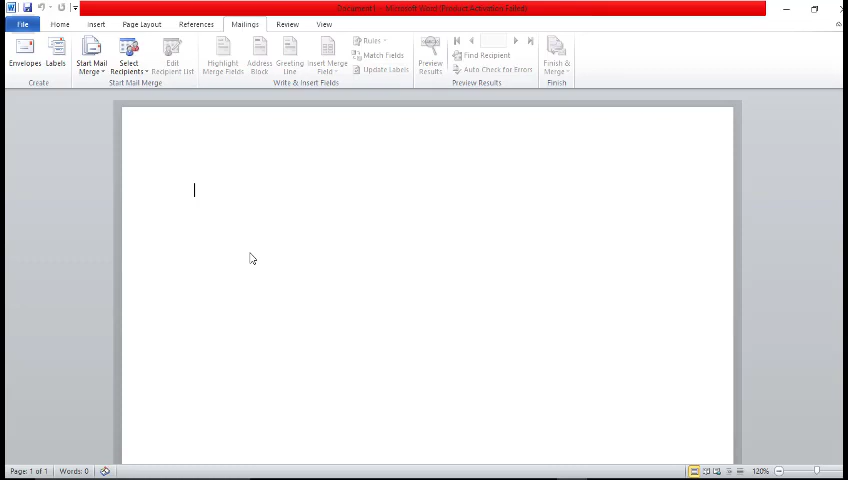 Document1 - Microsoft Word (Product Activation Failed)
File Home Insert Page Layout References Mailings Review View
Envelopes Labels Start Mail Merge Select Recipients Edit Recipient List Highlight Merge Fields Address Block Greeting Line Insert Merge Field Rules Match Fields Update Labels Preview Results Find Recipient Auto Check for Errors Finish & Merge
Create Start Mail Merge Write & Insert Fields Preview Results Finish
Page: 1 of 1 Words: 0 120%